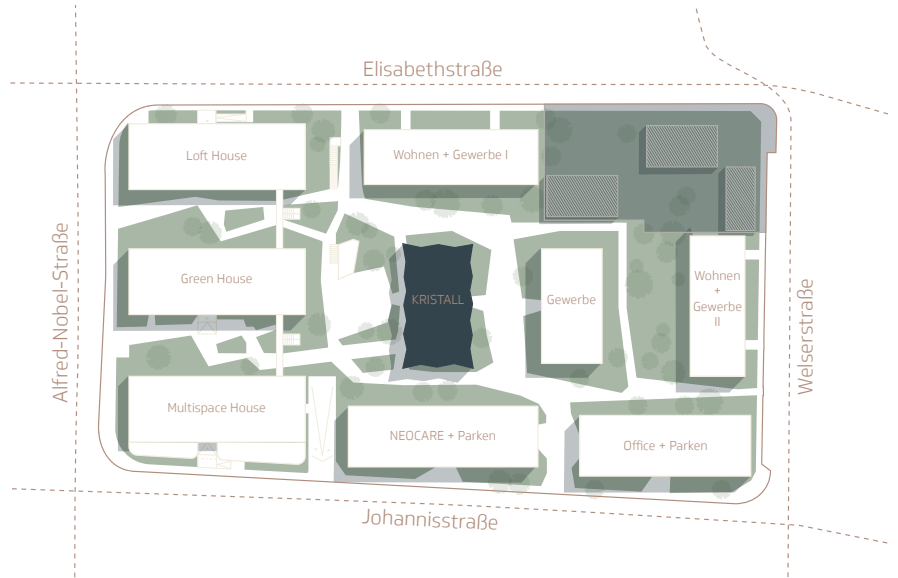 Elisabethstraße
Loft House
Wohnen + Gewerbe I
Alfred-Nobel-Straße
Green House
KRISTALL
Gewerbe
Wohnen
+
Gewerbe
II
Welserstraße
Multispace House
NEOCARE + Parken
Office + Parken
Johannisstraße